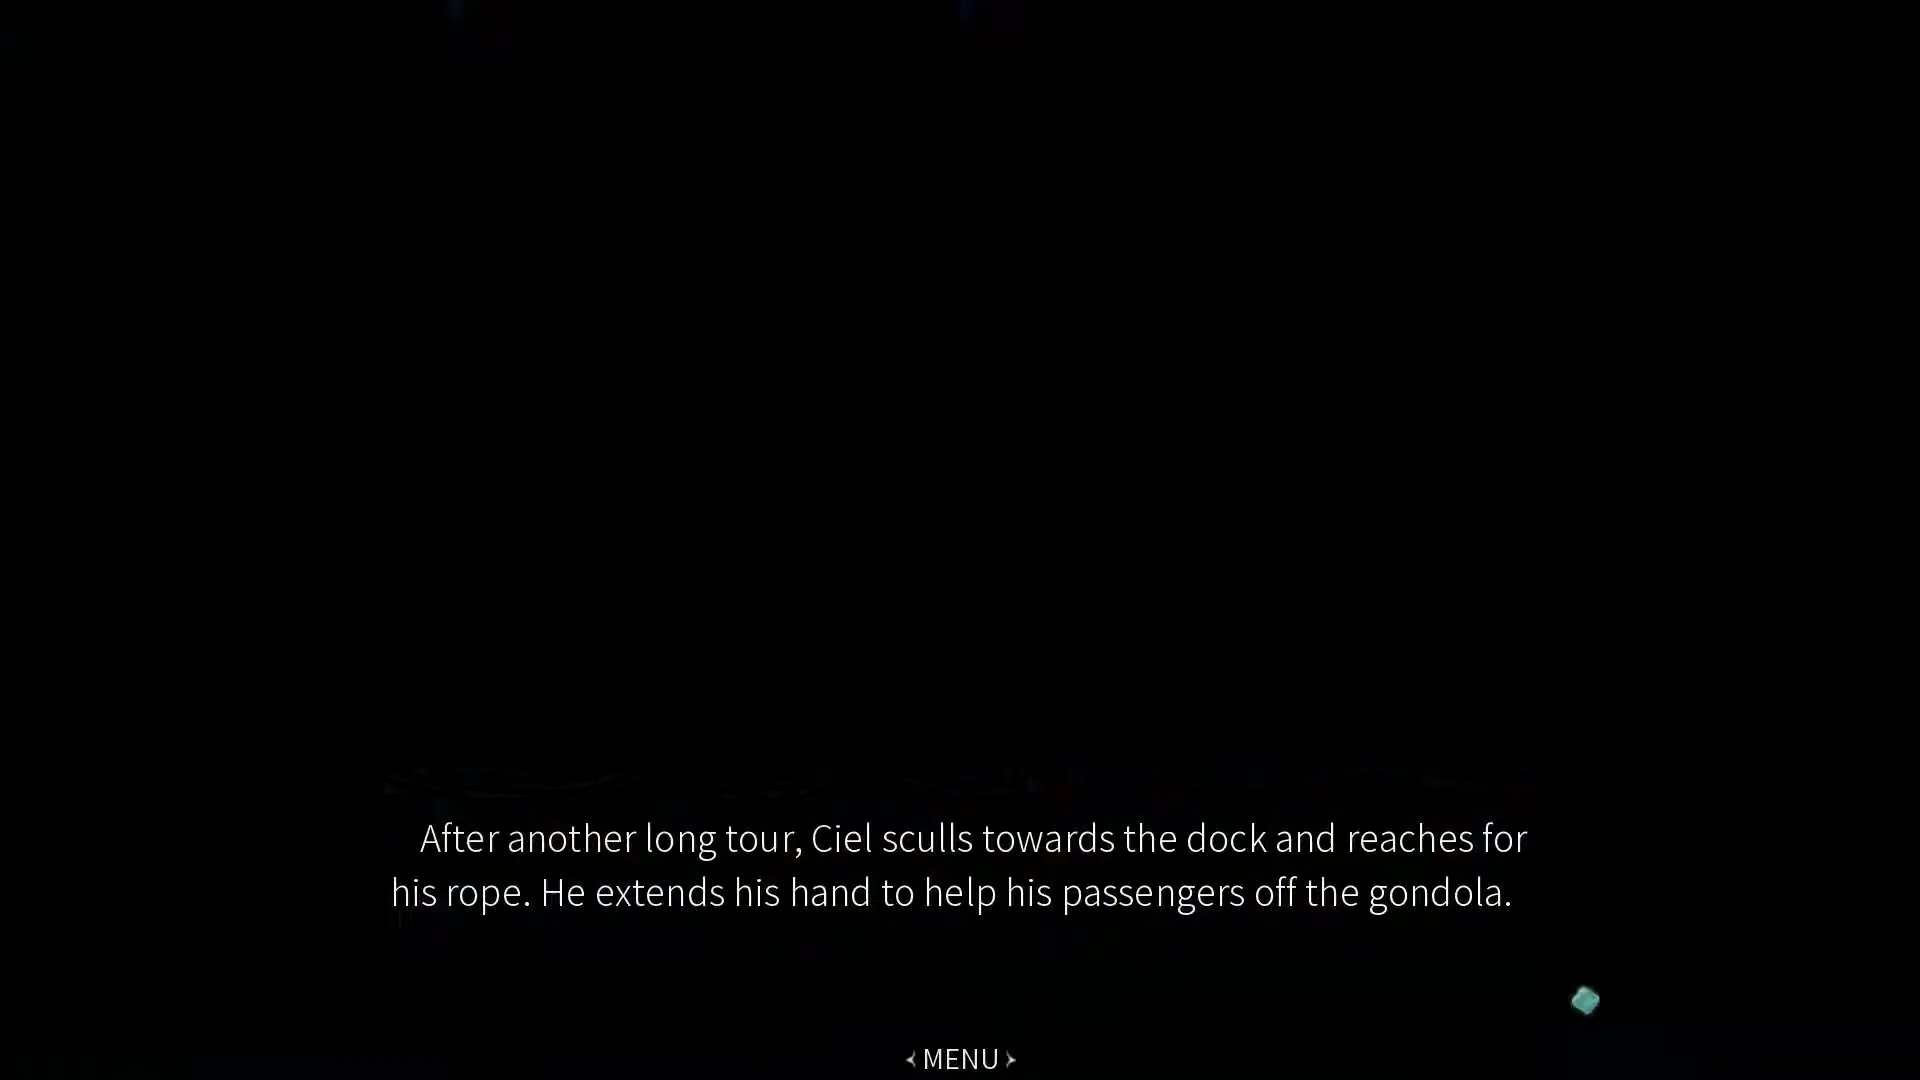 After another long tour, Ciel sculls towards the dock and reaches for
his rope. He extends his hand to help his passengers off the gondola.
MENU